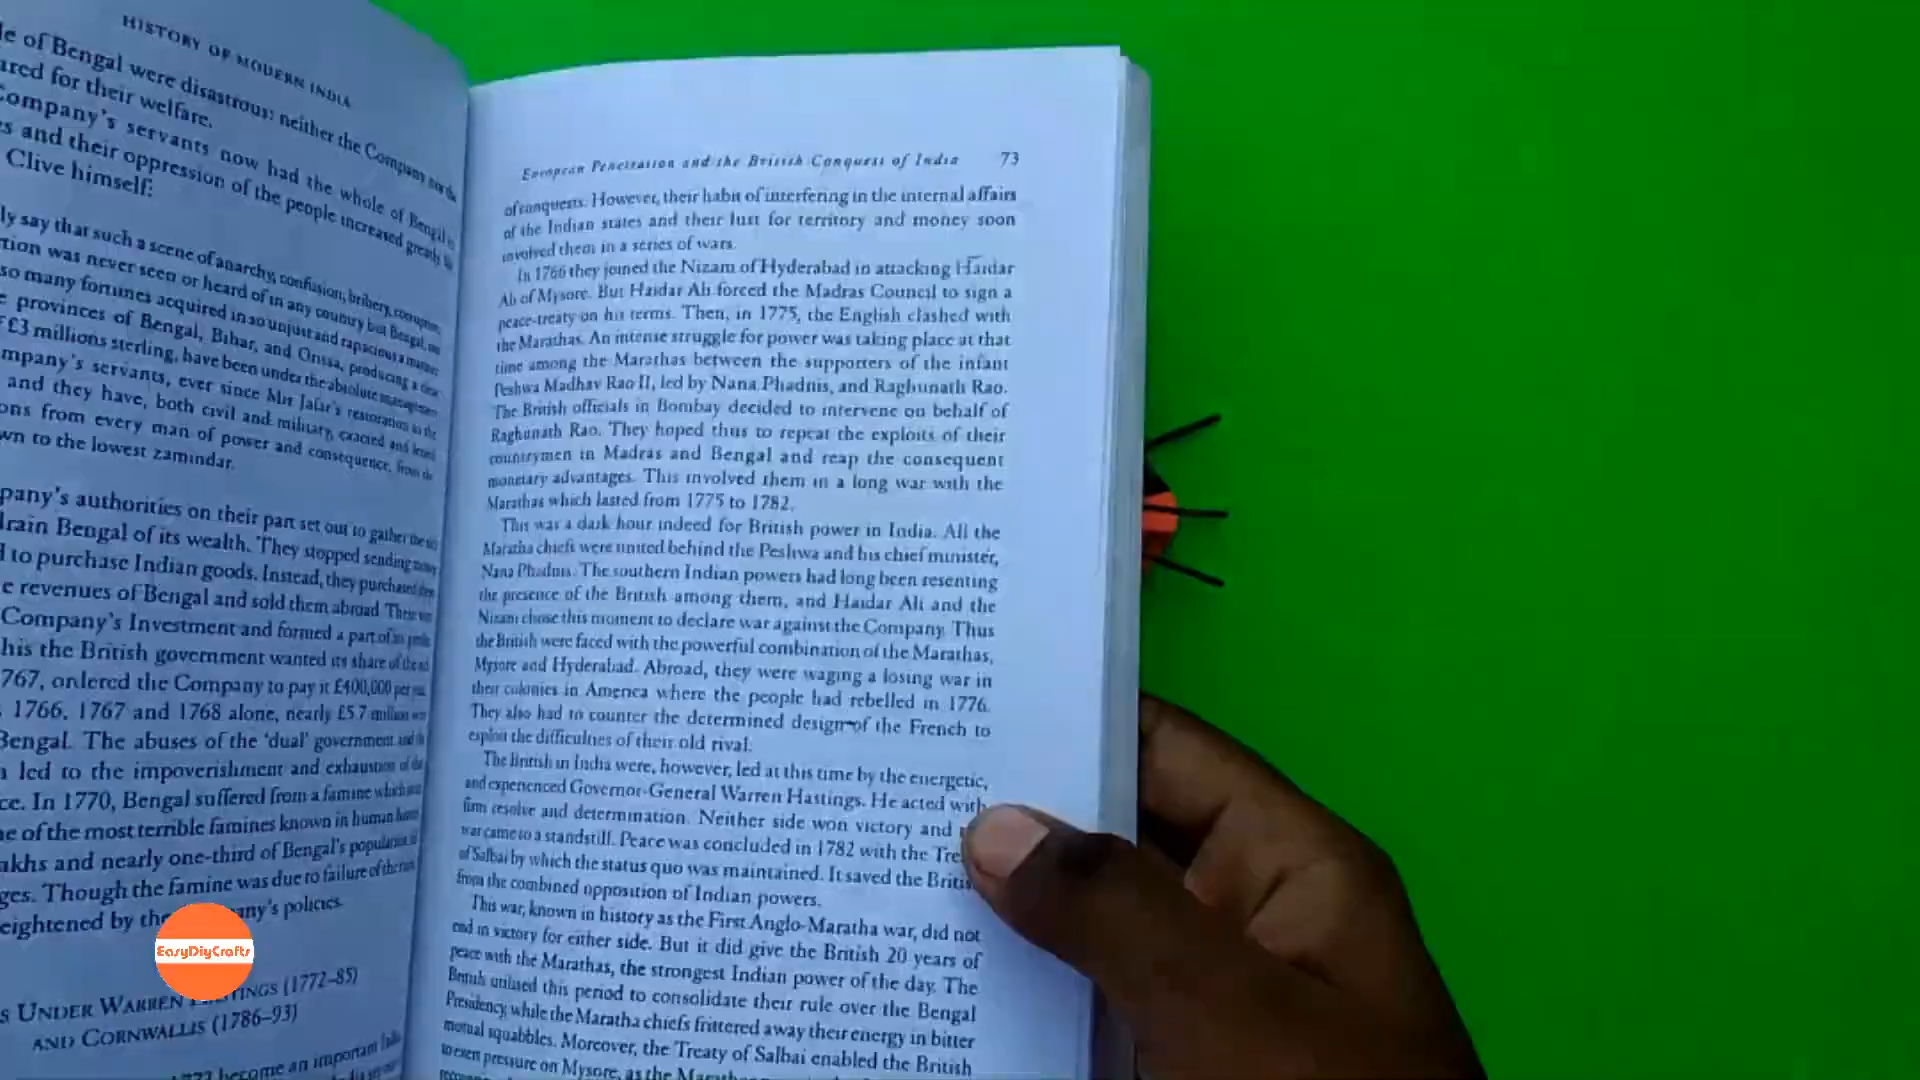 HISTORY OF MODERN INDIA
le of Bengal were disastrous: neither the Company nor the
ared for their welfare.
Company's servants now had the whole of Bengal
es and their oppression of the people increased greatly.
Clive himself:
ly say that such a scene of anarchy, confusion, bribery, corruption,
tion was never seen or heard of in any country but Bengal,
so many fortunes acquired in so unjust and rapacious a manner
e provinces of Bengal, Bihar, and Orissa, producing a clear
f £3 millions sterling, have been under the absolute management
mpany's servants, ever since Mir Jafar's restoration to the
and they have, both civil and military, exacted and levied
ons from every man of power and consequence, from the
wn to the lowest zamindar.
pany's authorities on their part set out to gather the
drain Bengal of its wealth. They stopped sending money
d to purchase Indian goods. Instead, they purchased these
e revenues of Bengal and sold them abroad. These
Company's Investment and formed a part of its profits.
his the British government wanted its share of the
767, ordered the Company to pay it £400,000 per
1766, 1767 and 1768 alone, nearly £5.7 million
Bengal. The abuses of the 'dual' government and the
led to the impoverishment and exhaustion of
ce. In 1770, Bengal suffered from a famine which
ne of the most terrible famines known in human
akhs and nearly one-third of Bengal's population
ges. Though the famine was due to failure of the
eightened by the any's policies.
EasyDiyCrafts
S UNDER WARREN TINGS (1772–85)
AND CORNWALLIS (1786–93)
become an important
European Penetration and the British Conquest of India 73
of conquests. However, their habit of interfering in the internal affairs
of the Indian states and their lust for territory and money soon
involved them in a series of wars.
In 1766 they joined the Nizam of Hyderabad in attacking Haidar
Ali of Mysore. But Haidar Ali forced the Madras Council to sign a
peace-treaty on his terms. Then, in 1775, the English clashed with
the Marathas. An intense struggle for power was taking place at that
time among the Marathas between the supporters of the infant
Peshwa Madhav Rao II, led by Nana Phadnis, and Raghunath Rao.
The British officials in Bombay decided to intervene on behalf of
Raghunath Rao. They hoped thus to repeat the exploits of their
countrymen in Madras and Bengal and reap the consequent
monetary advantages. This involved them in a long war with the
Marathas which lasted from 1775 to 1782.
This was a dark hour indeed for British power in India. All the
Maratha chiefs were united behind the Peshwa and his chief minister,
Nana Phadnis. The southern Indian powers had long been resenting
the presence of the British among them, and Haidar Ali and the
Nizam chose this moment to declare war against the Company. Thus
the British were faced with the powerful combination of the Marathas,
Mysore and Hyderabad. Abroad, they were waging a losing war in
their colonies in America where the people had rebelled in 1776.
They also had to counter the determined design of the French to
exploit the difficulties of their old rival.
The British in India were, however, led at this time by the energetic,
and experienced Governor-General Warren Hastings. He acted with
firm resolve and determination. Neither side won victory and
war came to a standstill. Peace was concluded in 1782 with the Tre
of Salbai by which the status quo was maintained. It saved the Britis
from the combined opposition of Indian powers.
This war, known in history as the First Anglo-Maratha war, did not
end in victory for either side. But it did give the British 20 years of
peace with the Marathas, the strongest Indian power of the day. The
British utilised this period to consolidate their rule over the Bengal
Presidency, while the Maratha chiefs frittered away their energy in bitter
mutual squabbles. Moreover, the Treaty of Salbai enabled the British
to exert pressure on Mysore, as the Marathas